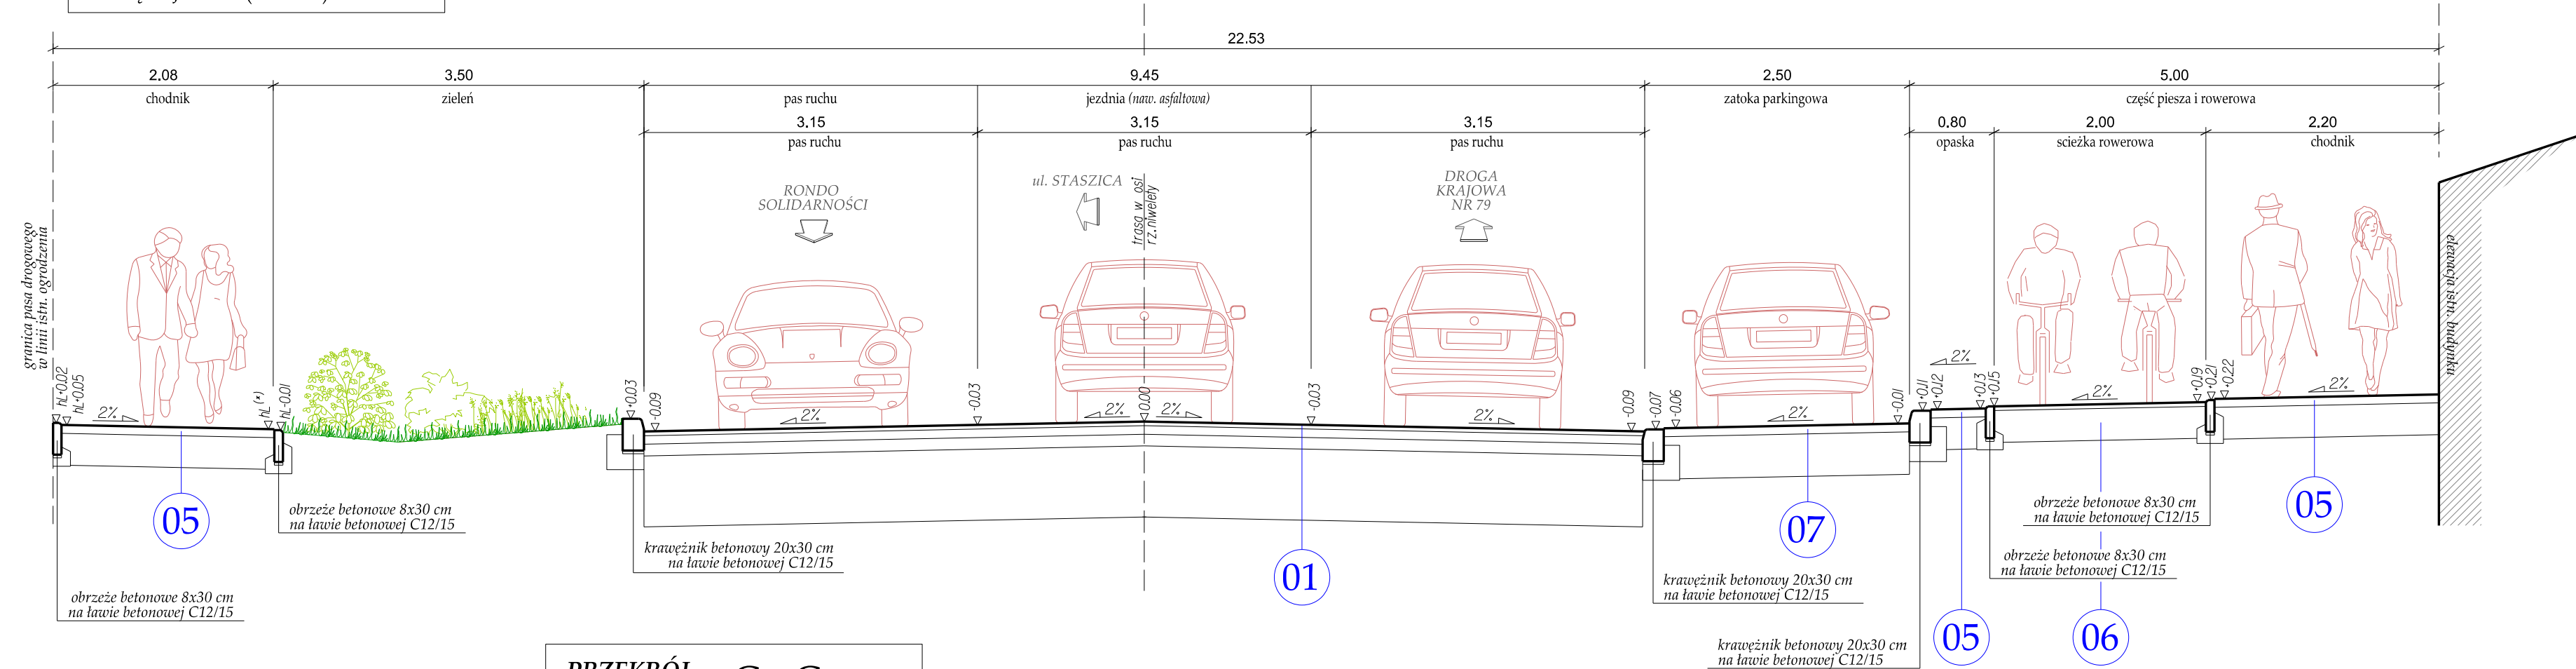 22.53
2.08
3.50
9.45
2.50
5.00
chodnik
zieleń
pas ruchu
jezdnia (naw. asfaltowa)
zatoka parkingowa
część piesza i rowerowa
3.15
3.15
3.15
0.80
2.00
2.20
pas ruchu
pas ruchu
pas ruchu
opaska
scieżka rowerowa
chodnik
RONDO
SOLIDARNOŚCI
ul. STASZICA
trasa w osi
rz.niwelety
DROGA
KRAJOWA
NR 79
granica pasa drogowego
w linii istn. ogrodzenia
elewacja istn. budynku
hL+0.02
hL+0.05
2%
hL(*)
hL-0.01
+0.03
-0.09
2%
-0.03
2%
0.00
2%
-0.03
2%
-0.09
-0.07
-0.06
2%
-0.01
+0.11
+0.12
2%
+0.13
+0.15
2%
+0.19
+0.21
+0.22
2%
05
obrzeże betonowe 8x30 cm
na ławie betonowej C12/15
obrzeże betonowe 8x30 cm
na ławie betonowej C12/15
krawężnik betonowy 20x30 cm
na ławie betonowej C12/15
01
krawężnik betonowy 20x30 cm
na ławie betonowej C12/15
07
krawężnik betonowy 20x30 cm
na ławie betonowej C12/15
05
obrzeże betonowe 8x30 cm
na ławie betonowej C12/15
obrzeże betonowe 8x30 cm
na ławie betonowej C12/15
06
05
PRZEKRÓJ